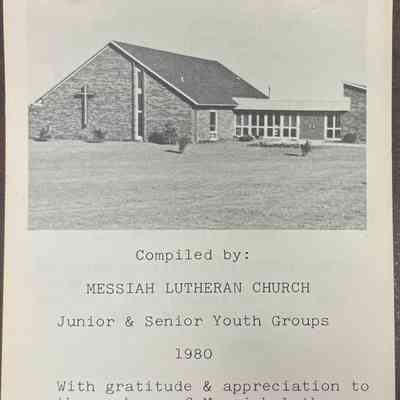 Compiled by:
MESSIAH LUTHERAN CHURCH
Junior & Senior Youth Groups
1980
With gratitude & appreciation to